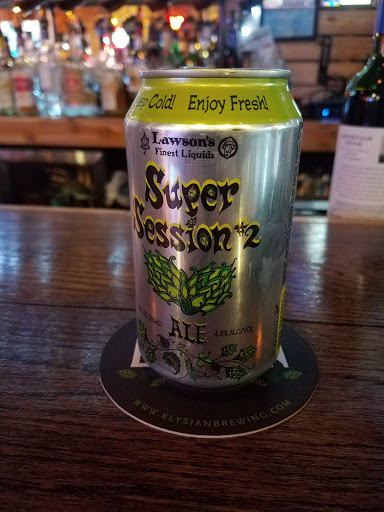 Cold! Enjoy Fresh!
Lawson's
Finest Liquids
Super
Session #2
ALE
4.8% ALC/VOL
WWW.ELYSIANBREWING.COM